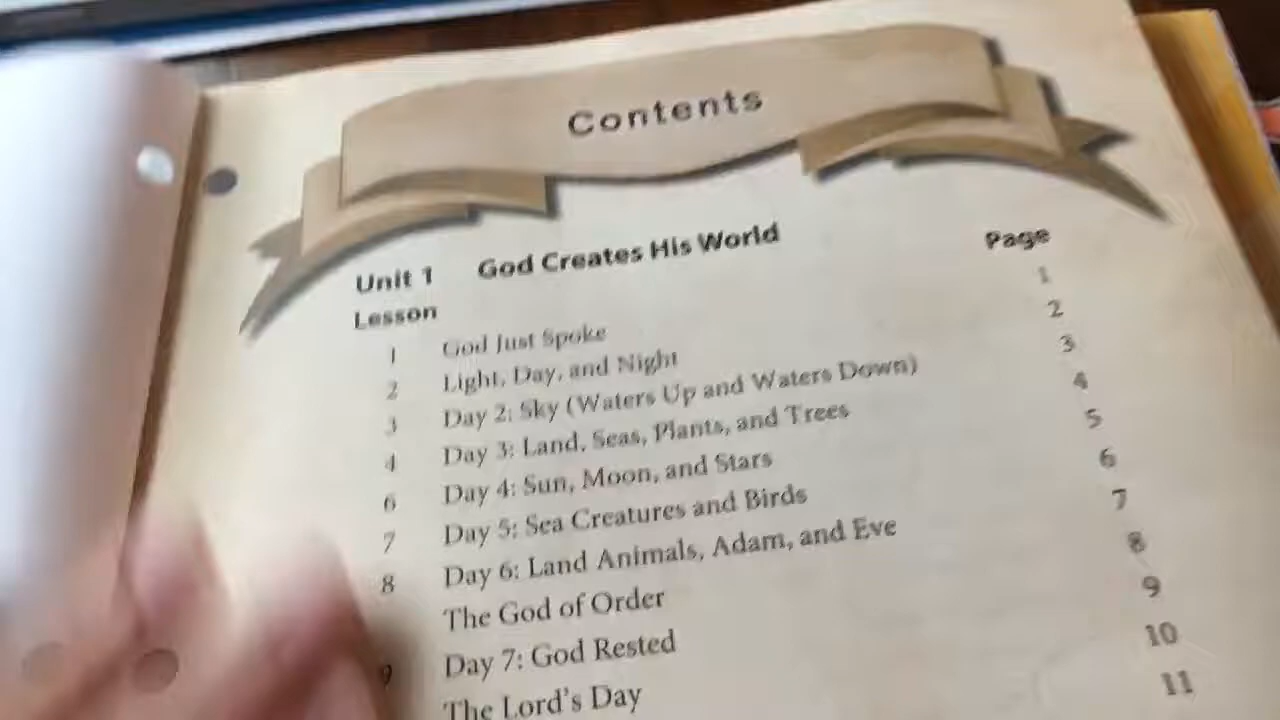 Contents
Unit 1 God Creates His World
Lesson Page
1 God Just Spoke 1
2 Light, Day, and Night 2
3 Day 2: Sky (Waters Up and Waters Down) 3
4 Day 3: Land, Seas, Plants, and Trees 4
6 Day 4: Sun, Moon, and Stars 5
7 Day 5: Sea Creatures and Birds 6
8 Day 6: Land Animals, Adam, and Eve 7
The God of Order 8
9 Day 7: God Rested 9
The Lord's Day 10
11